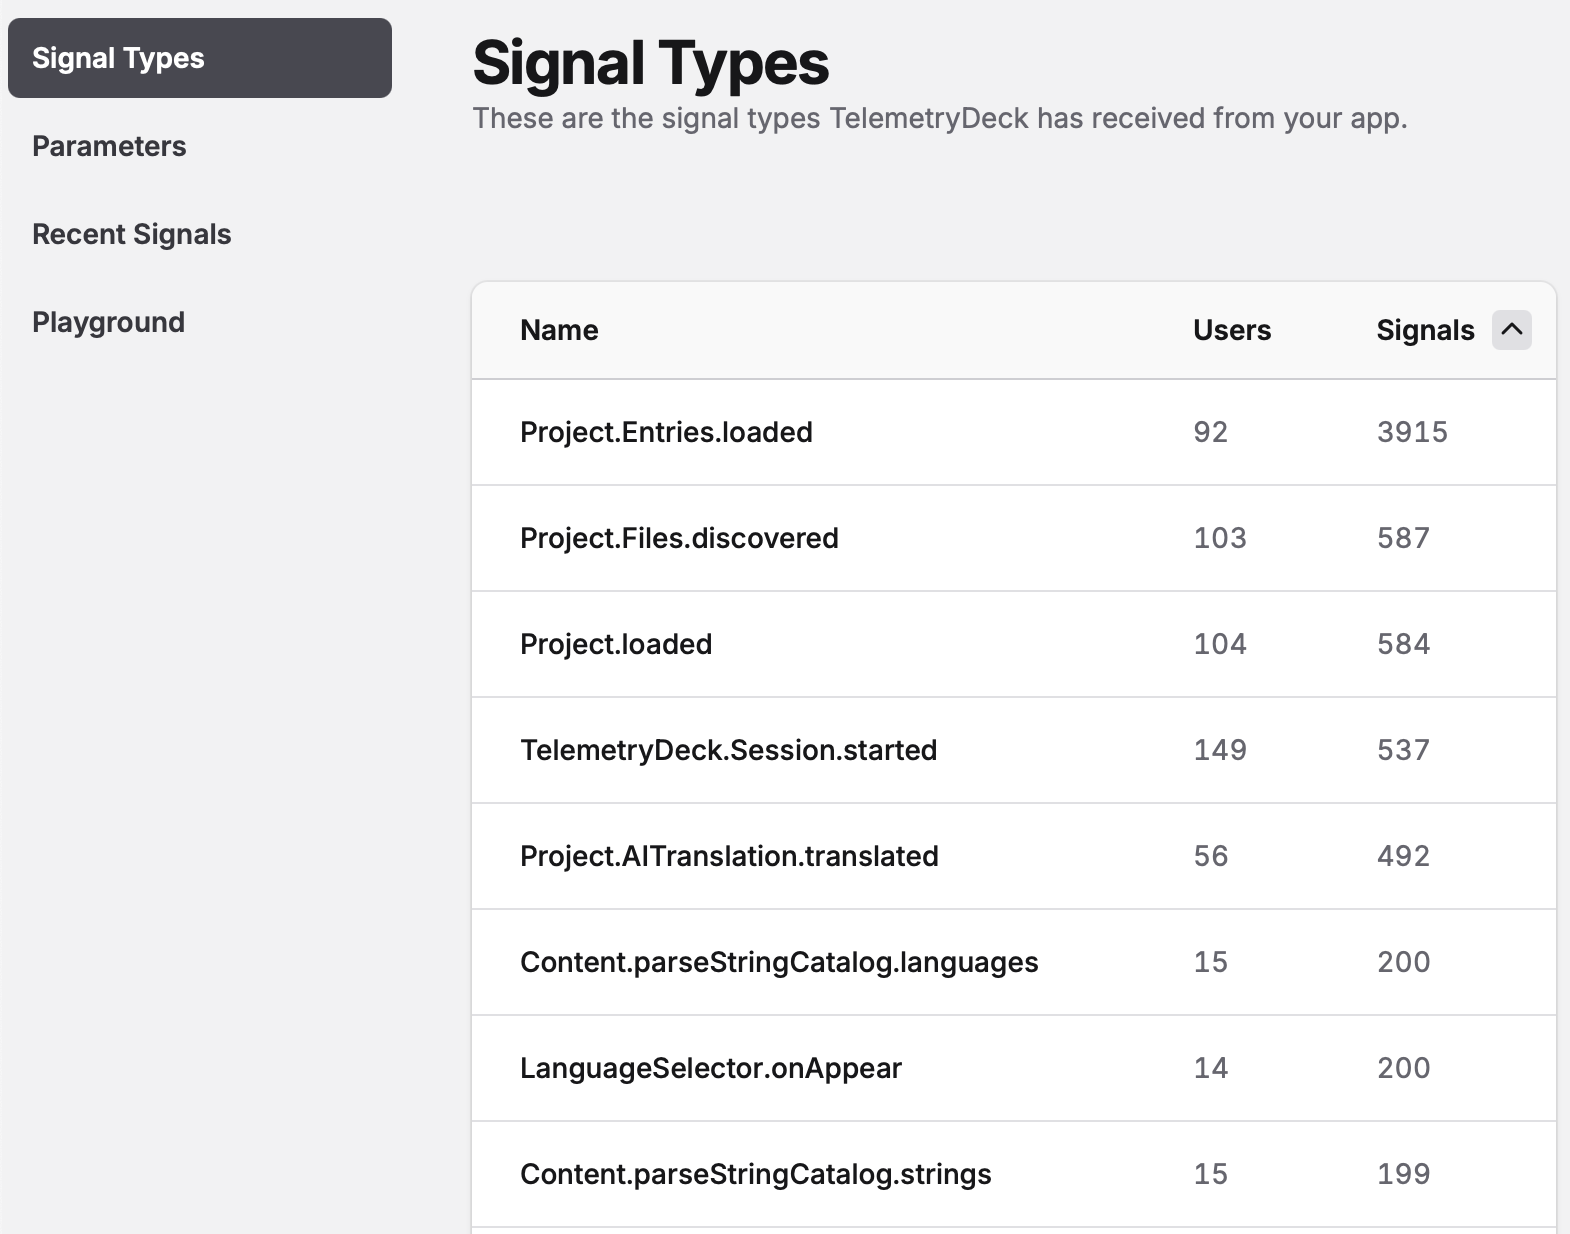 Signal Types
Parameters
Recent Signals
Playground
Signal Types
These are the signal types TelemetryDeck has received from your app.
Name Users Signals
Project.Entries.loaded 92 3915
Project.Files.discovered 103 587
Project.loaded 104 584
TelemetryDeck.Session.started 149 537
Project.AITranslation.translated 56 492
Content.parseStringCatalog.languages 15 200
LanguageSelector.onAppear 14 200
Content.parseStringCatalog.strings 15 199